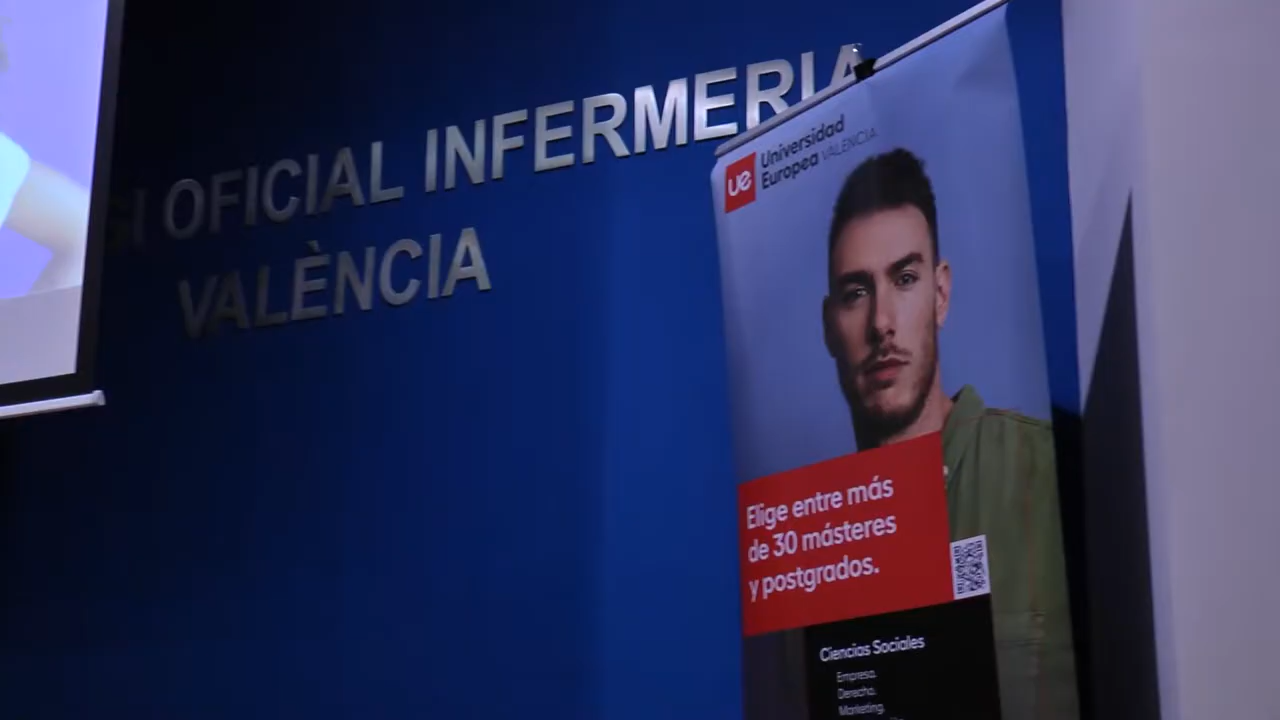 GI OFICIAL INFERMERIA
VALÈNCIA
ue
Universidad
Europea VALENCIA
Elige entre más
de 30 másteres
y postgrados.
Ciencias Sociales
Empresa.
Derecho.
Marketing.